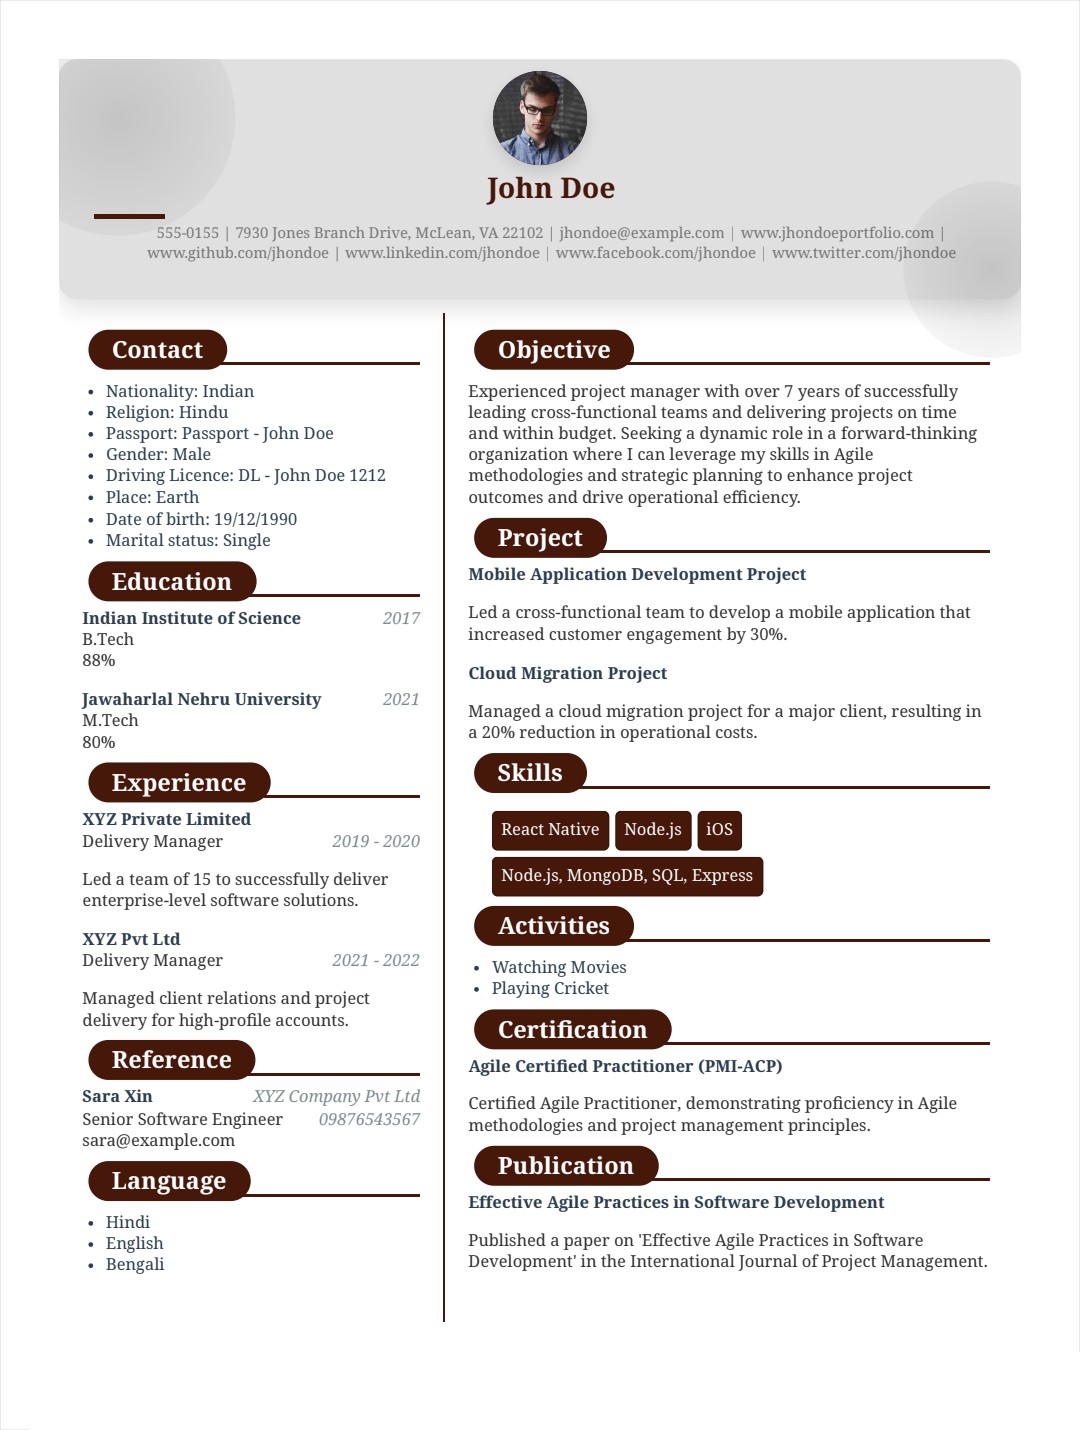 John Doe
555-0155 | 7930 Jones Branch Drive, McLean, VA 22102 | jhondoe@example.com | www.jhondoeportfolio.com |
www.github.com/jhondoe | www.linkedin.com/jhondoe | www.facebook.com/jhondoe | www.twitter.com/jhondoe
Contact
• Nationality: Indian
• Religion: Hindu
• Passport: Passport - John Doe
• Gender: Male
• Driving Licence: DL - John Doe 1212
• Place: Earth
• Date of birth: 19/12/1990
• Marital status: Single
Education
Indian Institute of Science 2017
B.Tech
88%
Jawaharlal Nehru University 2021
M.Tech
80%
Experience
XYZ Private Limited
Delivery Manager 2019 - 2020
Led a team of 15 to successfully deliver
enterprise-level software solutions.
XYZ Pvt Ltd
Delivery Manager 2021 - 2022
Managed client relations and project
delivery for high-profile accounts.
Reference
Sara Xin XYZ Company Pvt Ltd
Senior Software Engineer 09876543567
sara@example.com
Language
• Hindi
• English
• Bengali
Objective
Experienced project manager with over 7 years of successfully
leading cross-functional teams and delivering projects on time
and within budget. Seeking a dynamic role in a forward-thinking
organization where I can leverage my skills in Agile
methodologies and strategic planning to enhance project
outcomes and drive operational efficiency.
Project
Mobile Application Development Project
Led a cross-functional team to develop a mobile application that
increased customer engagement by 30%.
Cloud Migration Project
Managed a cloud migration project for a major client, resulting in
a 20% reduction in operational costs.
Skills
React Native Node.js iOS
Node.js, MongoDB, SQL, Express
Activities
• Watching Movies
• Playing Cricket
Certification
Agile Certified Practitioner (PMI-ACP)
Certified Agile Practitioner, demonstrating proficiency in Agile
methodologies and project management principles.
Publication
Effective Agile Practices in Software Development
Published a paper on 'Effective Agile Practices in Software
Development' in the International Journal of Project Management.